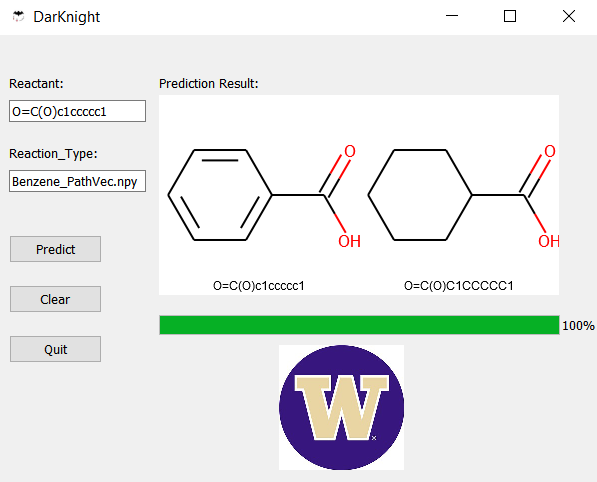 DarKnight
Reactant:
O=C(O)c1ccccc1
Reaction_Type:
Benzene_PathVec.npy
Predict
Clear
Quit
Prediction Result:
O
OH
O
OH
O=C(O)c1ccccc1
O=C(O)C1CCCCC1
100%
W